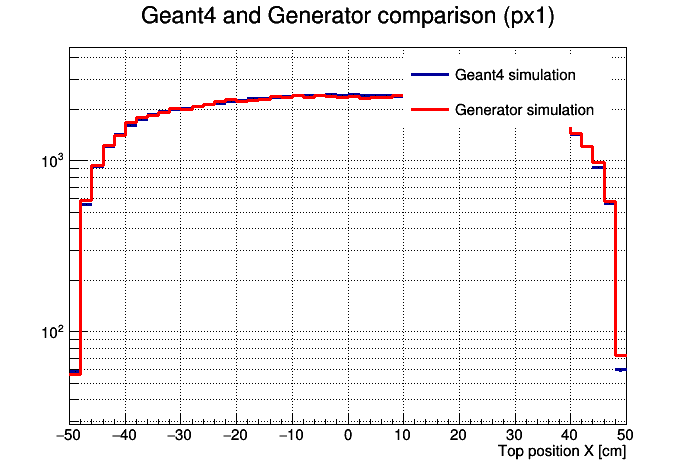 Geant4 and Generator comparison (px1)
Geant4 simulation
Generator simulation
10³
10²
−50 −40 −30 −20 −10 0 10 20 30 40 50
Top position X [cm]